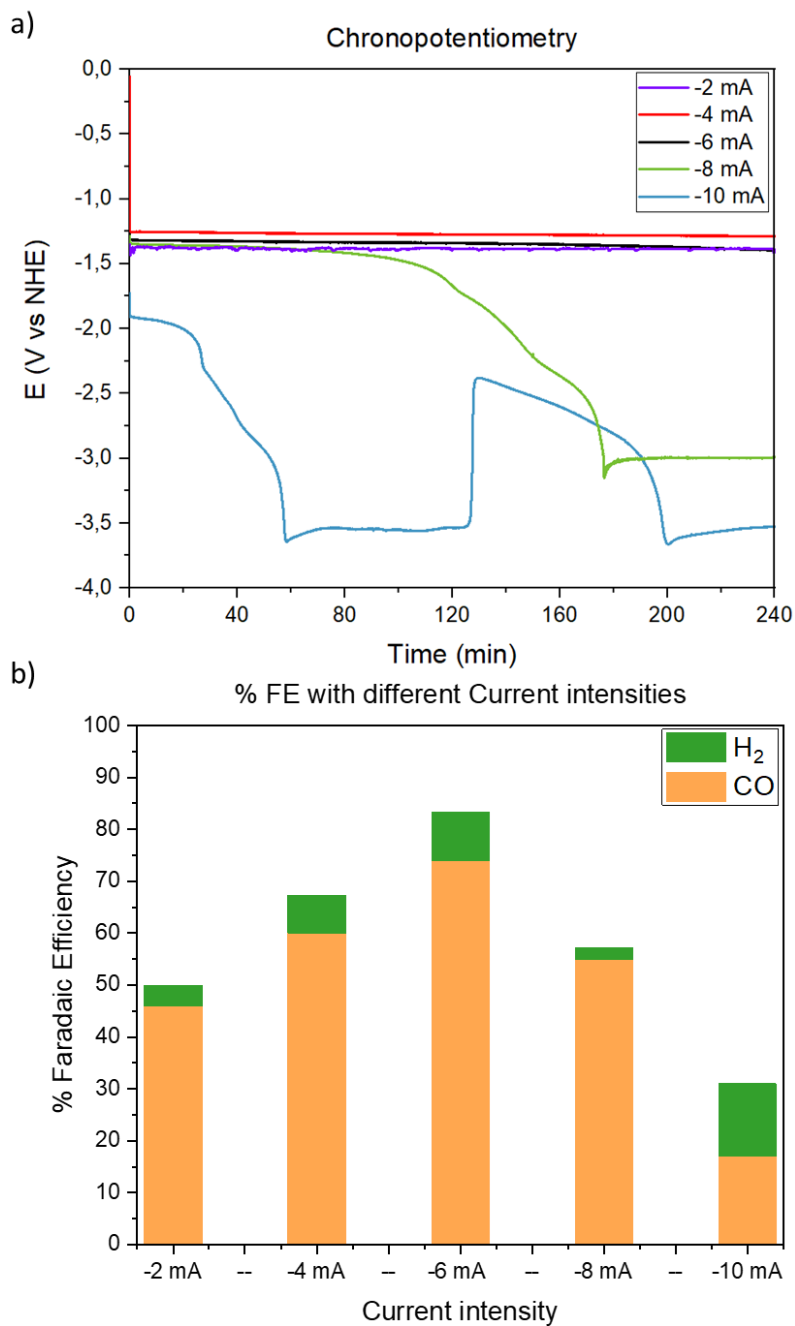 a)
Chronopotentiometry
0,0
-0,5
-1,0
-1,5
-2,0
-2,5
-3,0
-3,5
-4,0
E (V vs NHE)
-2 mA
-4 mA
-6 mA
-8 mA
-10 mA
0
40
80
120
160
200
240
Time (min)
b)
% FE with different Current intensities
100
90
80
70
60
50
40
30
20
10
0
% Faradaic Efficiency
H₂
CO
-2 mA
--
-4 mA
--
-6 mA
--
-8 mA
--
-10 mA
Current intensity